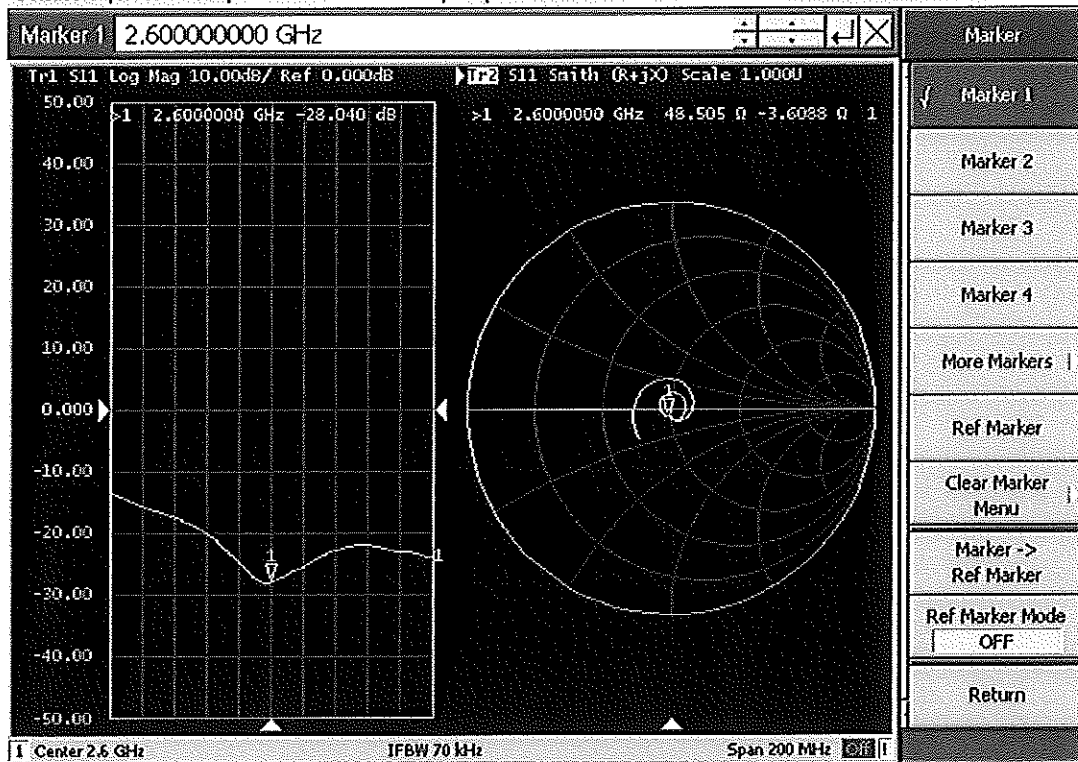 Marker 1 2.600000000 GHz
Marker
Tr1 S11 Log Mag 10.00dB/ Ref 0.000dB
Tr2 S11 Smith (R+jX) Scale 1.000U
>1 2.6000000 GHz -28.040 dB
>1 2.6000000 GHz 48.505 Ω -3.6088 Ω 1
50.00
40.00
30.00
20.00
10.00
0.000
-10.00
-20.00
-30.00
-40.00
-50.00
1
1
1
√ Marker 1
Marker 2
Marker 3
Marker 4
More Markers
Ref Marker
Clear Marker
Menu
Marker ->
Ref Marker
Ref Marker Mode
OFF
Return
1 Center 2.6 GHz IFBW 70 kHz Span 200 MHz Off !